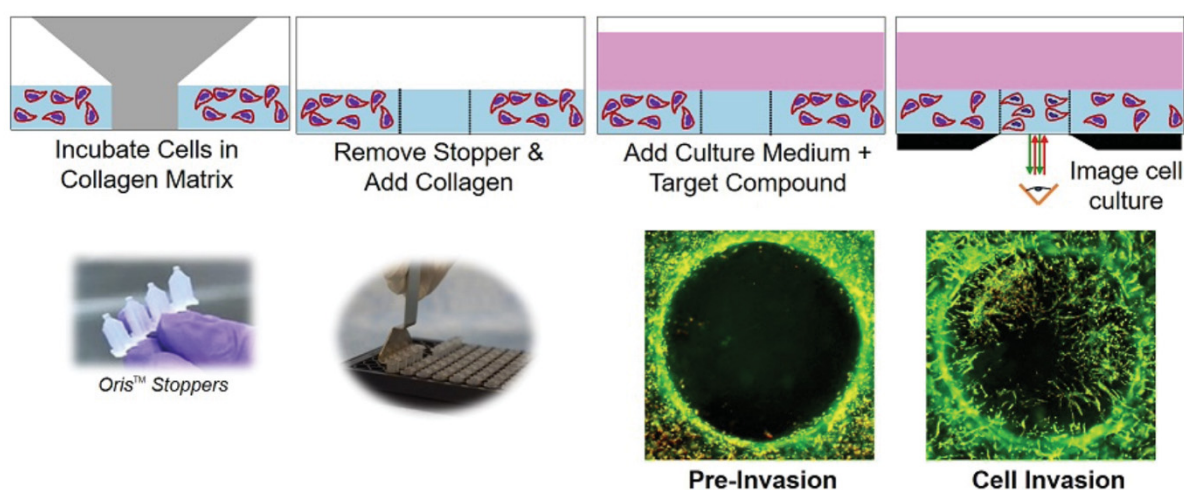 Incubate Cells in
Collagen Matrix
Remove Stopper &
Add Collagen
Add Culture Medium +
Target Compound
Image cell
culture
Oris™ Stoppers
Pre-Invasion
Cell Invasion